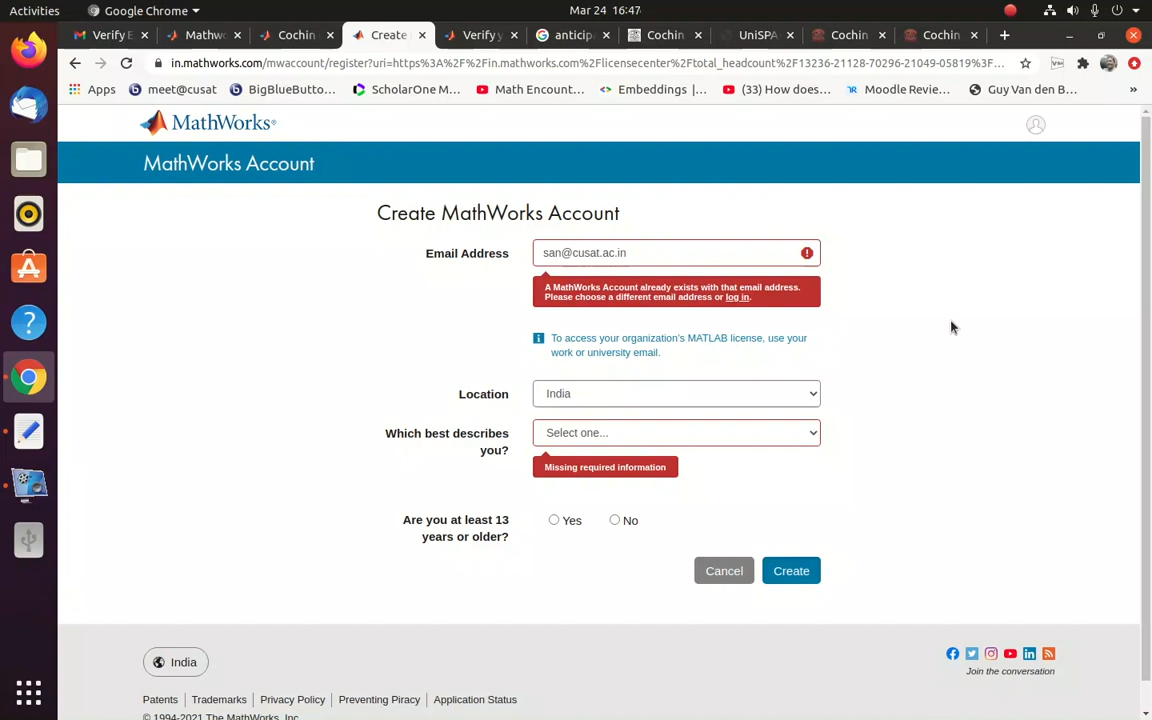 Activities
Google Chrome
Mar 24 16:47
Verify E
Mathwo
Cochin
Create
Verify y
anticip
Cochin
UniSPA
Cochin
Cochin
in.mathworks.com/mwaccount/register?uri=https%3A%2F%2Fin.mathworks.com%2Flicensecenter%2Ftotal_headcount%2F13236-21128-70296-21049-05819%3F...
Apps
meet@cusat
BigBlueButto...
ScholarOne M...
Math Encount...
Embeddings |...
(33) How does...
Moodle Revie...
Guy Van den B...
»
MathWorks®
MathWorks Account
Create MathWorks Account
Email Address
san@cusat.ac.in
A MathWorks Account already exists with that email address.
Please choose a different email address or log in.
To access your organization's MATLAB license, use your
work or university email.
Location
India
Which best describes
you?
Select one...
Missing required information
Are you at least 13
years or older?
Yes
No
Cancel
Create
India
Join the conversation
Patents
Trademarks
Privacy Policy
Preventing Piracy
Application Status
© 1994-2021 The MathWorks, Inc.